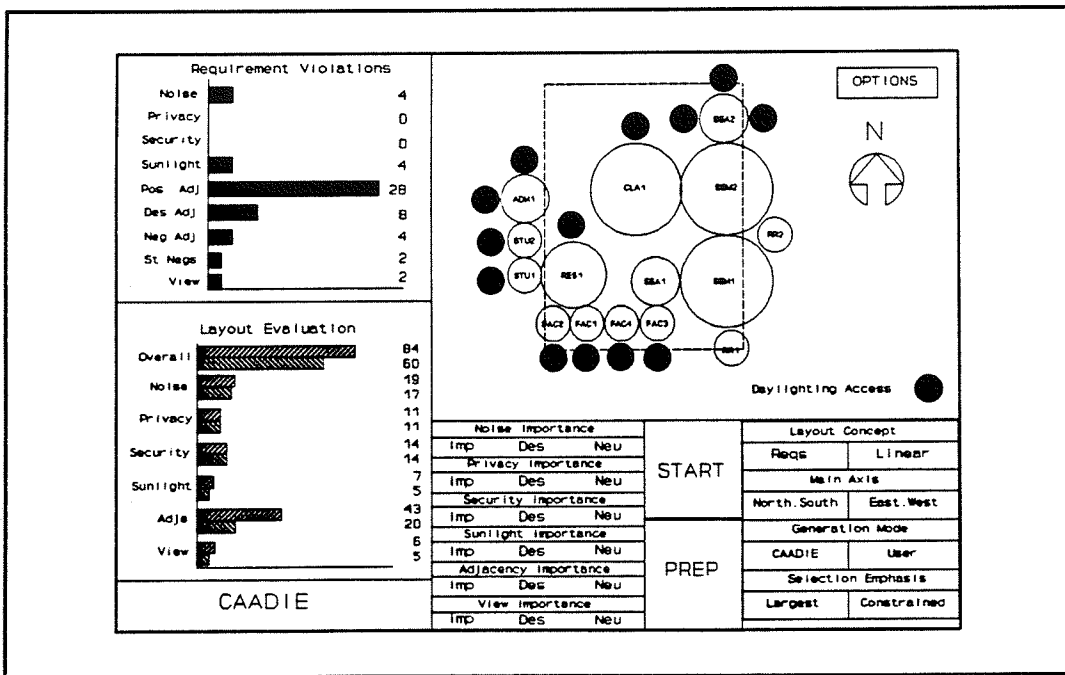 Requirement Violations
Noise 4
Privacy 0
Security 0
Sunlight 4
Pos Adj 28
Des Adj 8
Neg Adj 4
St Negs 2
View 2
Layout Evaluation
Overall 84
60
Noise 19
17
Privacy 11
11
Security 14
14
Sunlight 7
5
Adjs 43
20
View 6
5
CAADIE
OPTIONS
N
SSA2
CLA1
SSM2
ADM1
STU2
RR2
STU1
RES1
SSA1
SSM1
FAC2
FAC1
FAC4
FAC3
RR1
Daylighting Access
Noise Importance
Imp Des Neu
Privacy Importance
Imp Des Neu
Security Importance
Imp Des Neu
Sunlight Importance
Imp Des Neu
Adjacency Importance
Imp Des Neu
View Importance
Imp Des Neu
START
PREP
Layout Concept
Reqs Linear
Main Axis
North.South East.West
Generation Mode
CAADIE User
Selection Emphasis
Largest Constrained